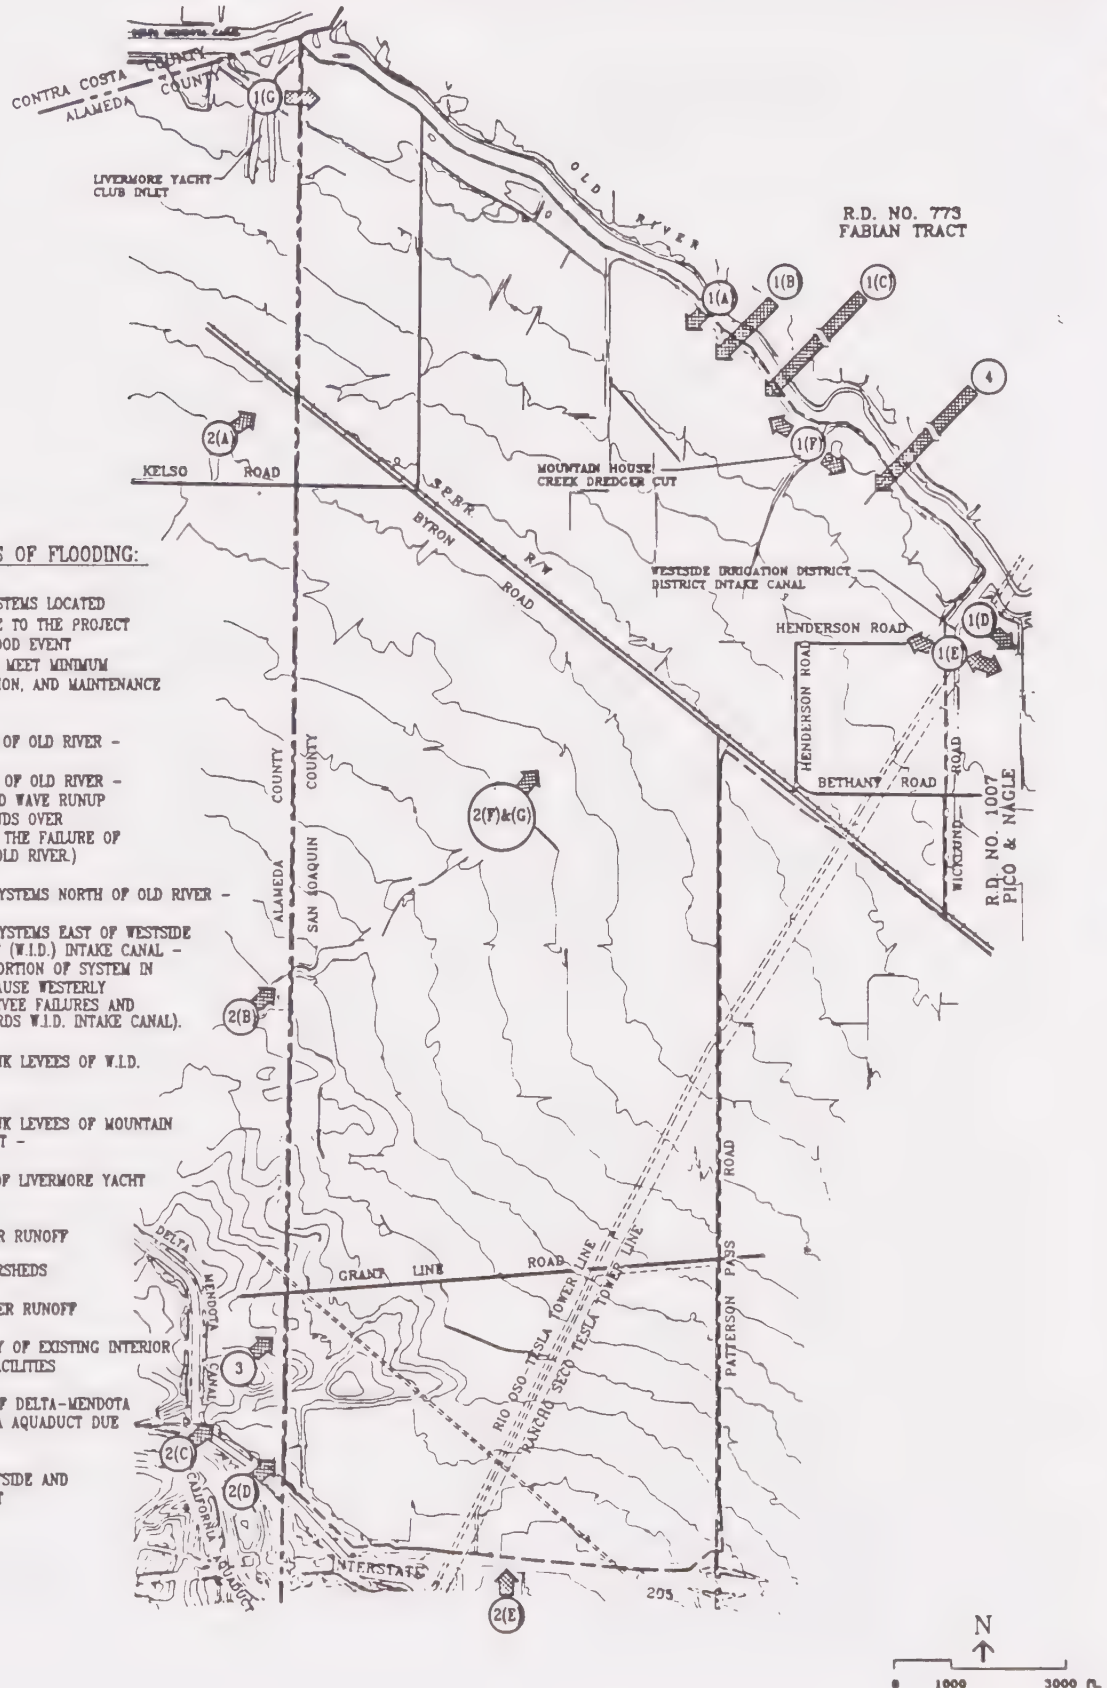 CONTRA COSTA COUNTY
ALAMEDA COUNTY
1(G)
LIVERMORE YACHT
CLUB INLET
OLD RIVER
R.D. NO. 773
FABIAN TRACT
1(A)
1(B)
1(C)
4
1(F)
2(A)
KELSO ROAD
MOUNTAIN HOUSE
CREEK DREDGER CUT
S.P.R.R. R/W
BYRON ROAD
WESTSIDE IRRIGATION DISTRICT
DISTRICT INTAKE CANAL
HENDERSON ROAD
1(D)
1(E)
HENDERSON ROAD
BETHANY ROAD
WICKLUND ROAD
R.D. NO. 1007
PICO & NAGLE
S OF FLOODING:
STEMS LOCATED
E TO THE PROJECT
OOD EVENT
MEET MINIMUM
ION, AND MAINTENANCE
OF OLD RIVER -
OF OLD RIVER -
D WAVE RUNUP
NDS OVER
THE FAILURE OF
OLD RIVER.)
YSTEMS NORTH OF OLD RIVER -
YSTEMS EAST OF WESTSIDE
(W.I.D.) INTAKE CANAL -
ORTION OF SYSTEM IN
AUSE WESTERLY
VEE FAILURES AND
RDS W.I.D. INTAKE CANAL).
NK LEVEES OF W.I.D.
NK LEVEES OF MOUNTAIN
T -
OF LIVERMORE YACHT
R RUNOFF
RSHEDS
ER RUNOFF
Y OF EXISTING INTERIOR
ACILITIES
F DELTA-MENDOTA
A AQUADUCT DUE
TSIDE AND
ALAMEDA COUNTY
SAN JOAQUIN COUNTY
2(F)&(G)
2(B)
DELTA MENDOTA CANAL
GRANT LINE ROAD
PATTERSON PASS ROAD
RIO OSO TESLA TOWER LINE
RANCHO SECO TESLA TOWER LINE
3
2(C)
2(D)
CALIFORNIA AQUADUCT
INTERSTATE 205
2(E)
N
0 1000 3000